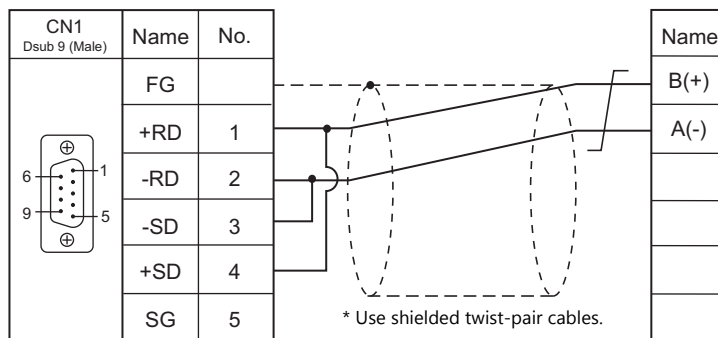 CN1
Dsub 9 (Male)
Name No.
Name
FG
B(+)
+RD 1
A(-)
-RD 2
-SD 3
+SD 4
SG 5
6
1
9
5
* Use shielded twist-pair cables.